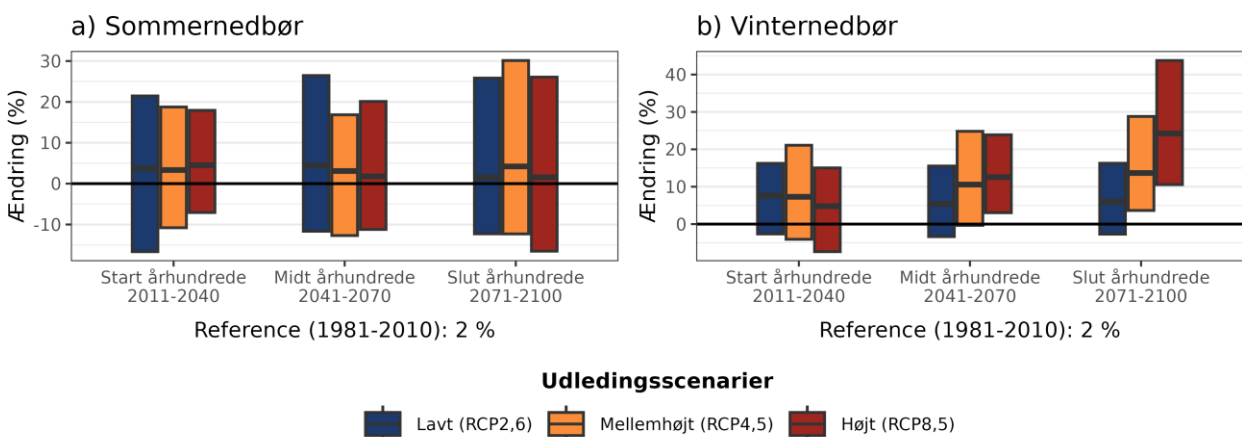 a) Sommernedbør
Ændring (%)
30
20
10
0
-10
Start århundrede
2011-2040
Midt århundrede
2041-2070
Slut århundrede
2071-2100
Reference (1981-2010): 2 %
b) Vinternedbør
Ændring (%)
40
30
20
10
0
Start århundrede
2011-2040
Midt århundrede
2041-2070
Slut århundrede
2071-2100
Reference (1981-2010): 2 %
Udledingsscenarier
Lavt (RCP2,6)
Mellemhøjt (RCP4,5)
Højt (RCP8,5)